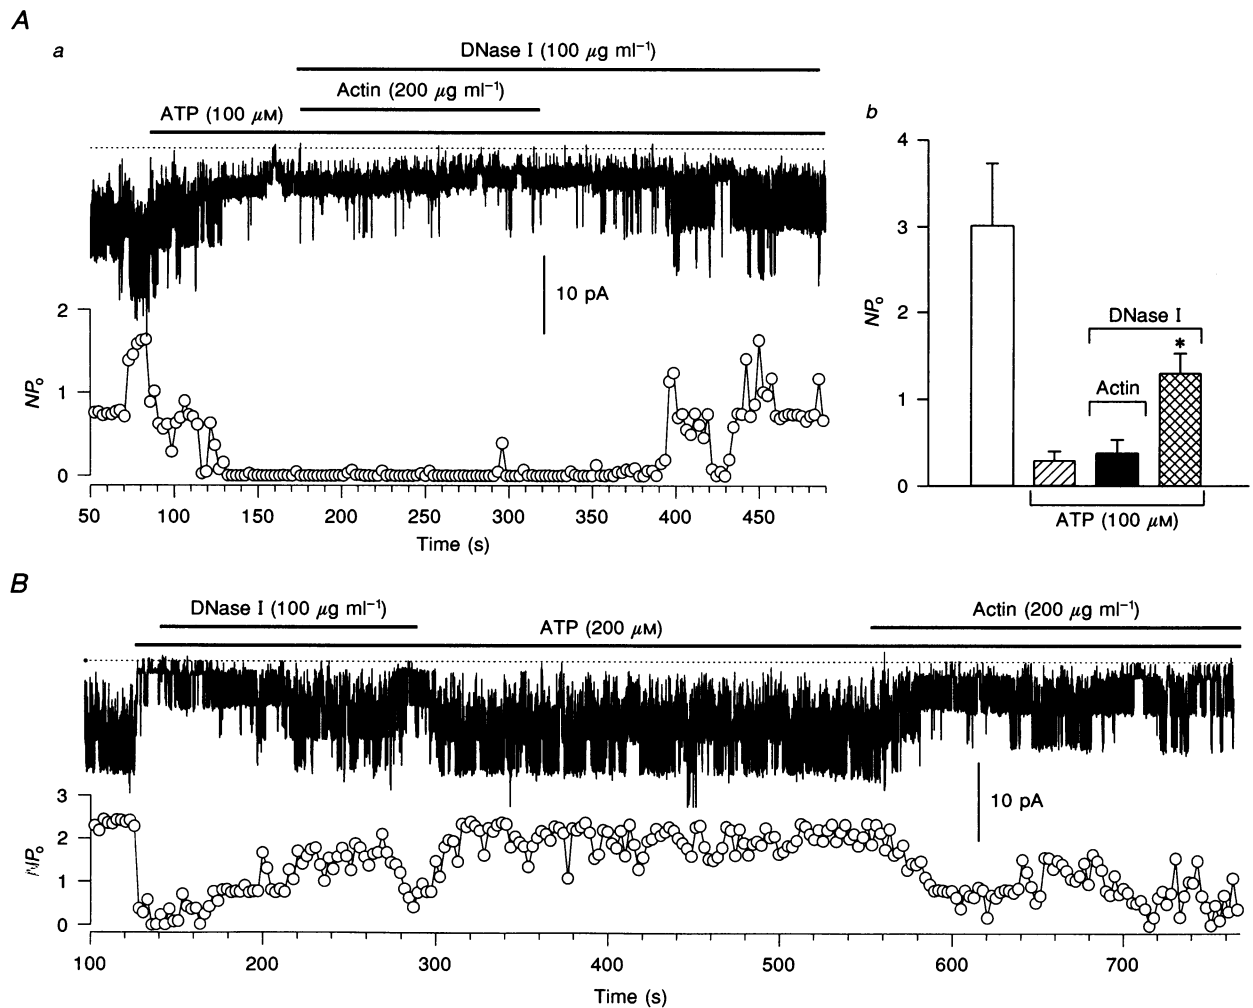 A
a
DNase I (100 μg ml⁻¹)
Actin (200 μg ml⁻¹)
ATP (100 μM)
10 pA
2
1
0
NPo
50 100 150 200 250 300 350 400 450
Time (s)
b
4
3
2
1
0
NPo
DNase I
*
Actin
ATP (100 μM)
B
DNase I (100 μg ml⁻¹)
ATP (200 μM)
Actin (200 μg ml⁻¹)
10 pA
3
2
1
0
NPo
100 200 300 400 500 600 700
Time (s)